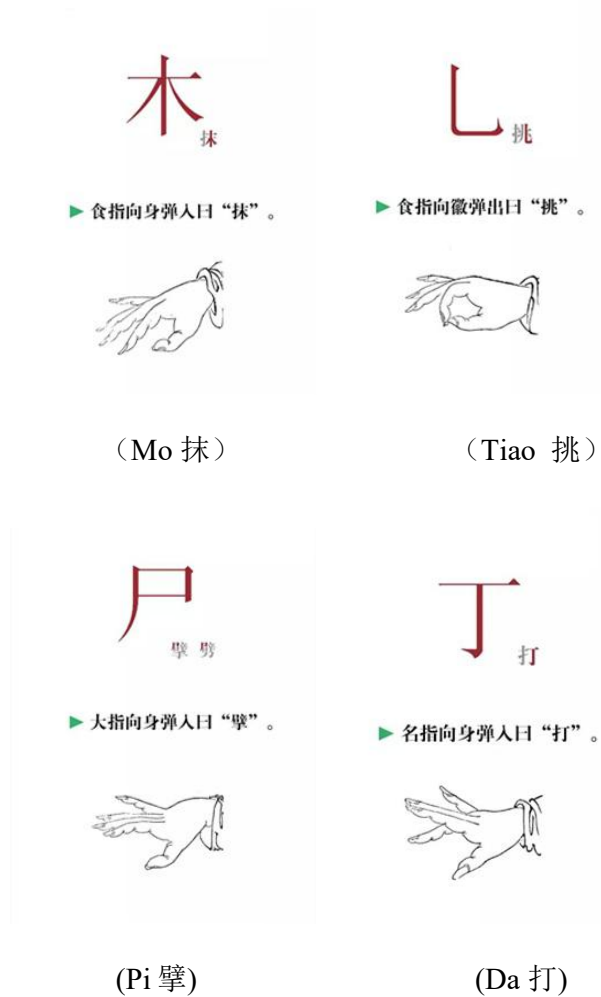 木
抹
▶ 食指向身弹入曰“抹”。
（Mo 抹）
乚
挑
▶ 食指向徽弹出曰“挑”。
（Tiao 挑）
尸
擘 劈
▶ 大指向身弹入曰“擘”。
(Pi 擘)
丁
打
▶ 名指向身弹入曰“打”。
(Da 打)